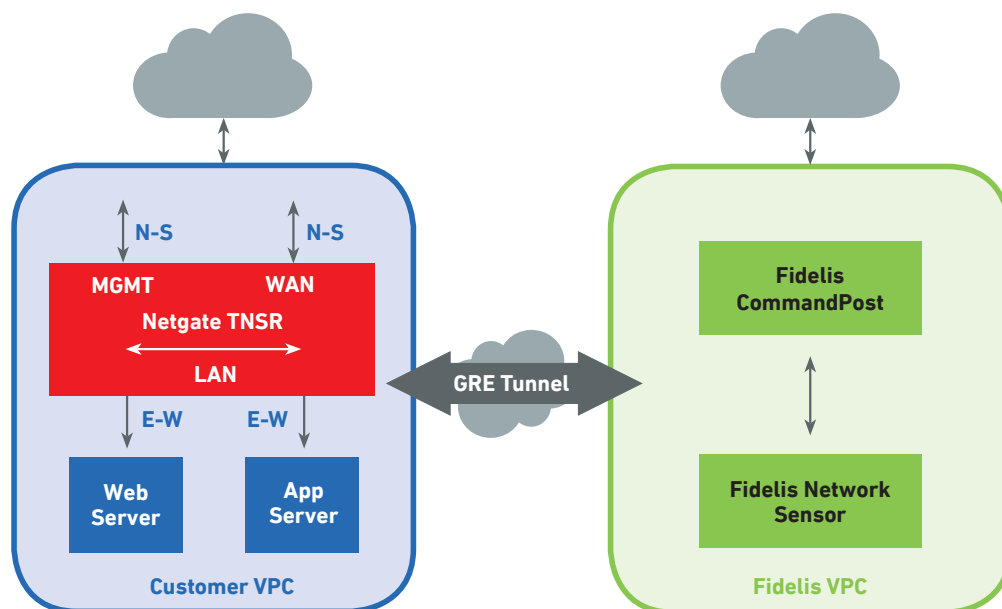 N-S
N-S
MGMT
WAN
Netgate TNSR
LAN
E-W
E-W
Web
Server
App
Server
Customer VPC
GRE Tunnel
Fidelis
CommandPost
Fidelis Network
Sensor
Fidelis VPC